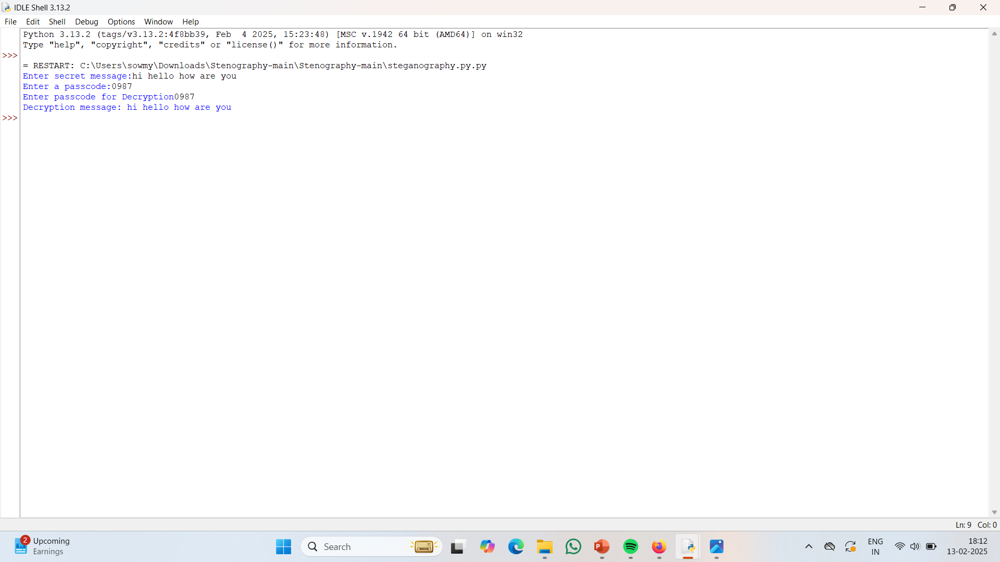 IDLE Shell 3.13.2
File Edit Shell Debug Options Window Help
Python 3.13.2 (tags/v3.13.2:4f8bb39, Feb  4 2025, 15:23:48) [MSC v.1942 64 bit (AMD64)] on win32
Type "help", "copyright", "credits" or "license()" for more information.
>>>
= RESTART: C:\Users\sowmy\Downloads\Stenography-main\Stenography-main\steganography.py.py
Enter secret message:hi hello how are you
Enter a passcode:0987
Enter passcode for Decryption0987
Decryption message: hi hello how are you
>>>
Ln: 9 Col: 0
2 Upcoming
Earnings
Search
P
ENG
IN
18:12
13-02-2025